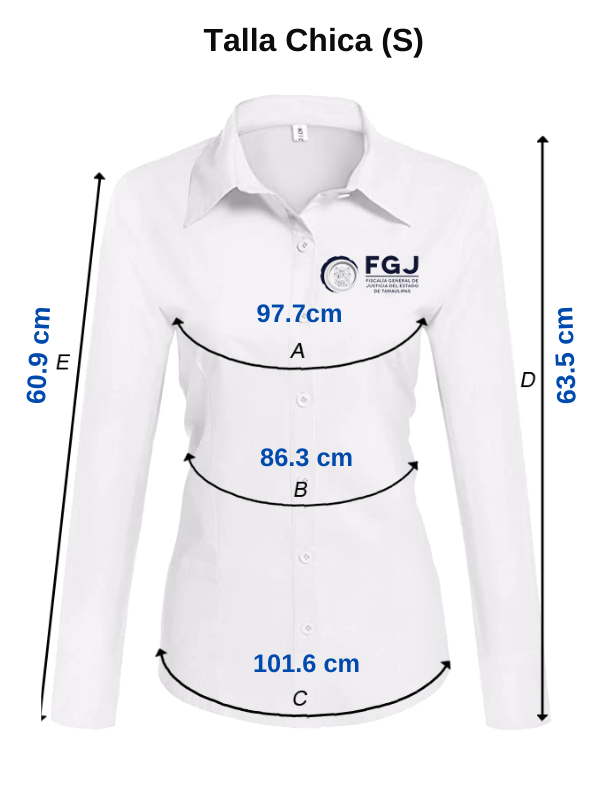 Talla Chica (S)
FGJ
FISCALÍA GENERAL DE
JUSTICIA DEL ESTADO
DE TAMAULIPAS
97.7cm
A
60.9 cm
E
63.5 cm
D
86.3 cm
B
101.6 cm
C